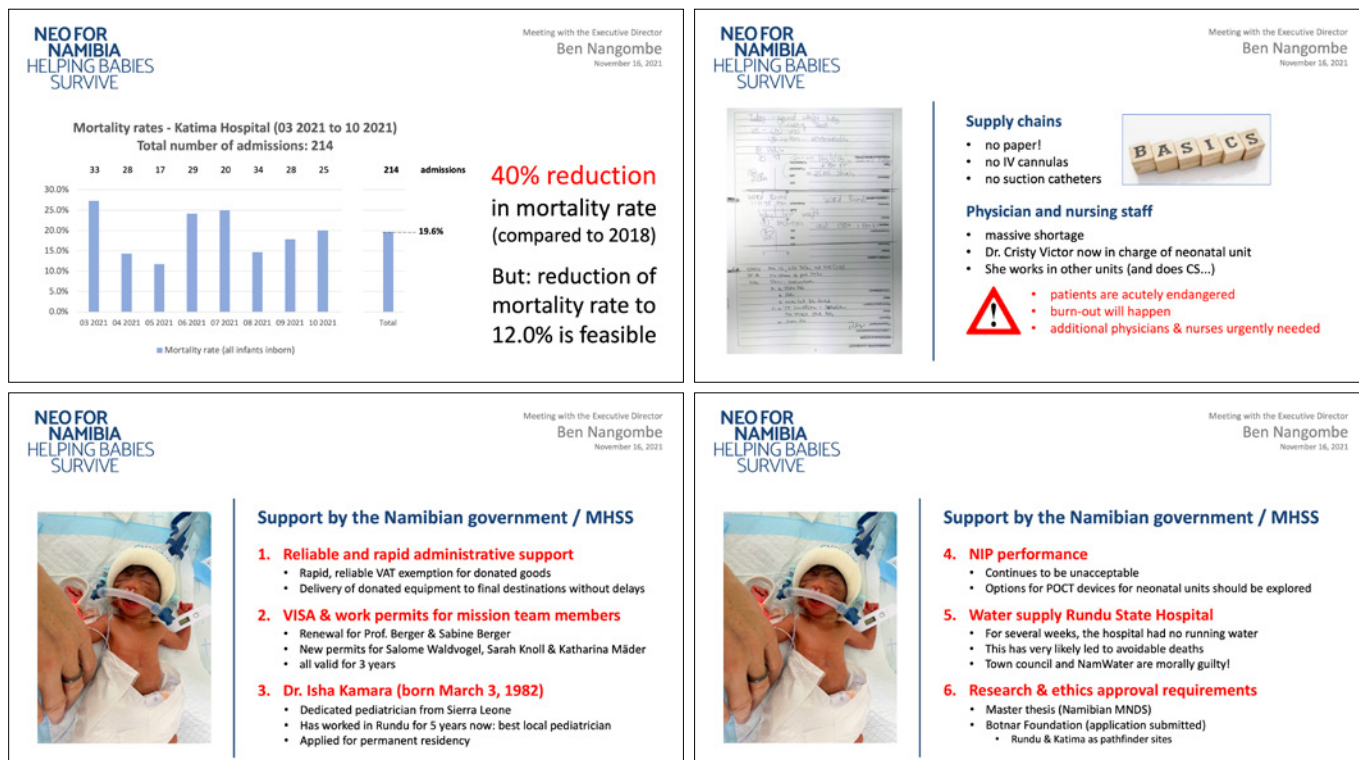 NEO FOR
NAMIBIA
HELPING BABIES
SURVIVE
Meeting with the Executive Director
Ben Nangombe
November 16, 2021
Mortality rates - Katima Hospital (03 2021 to 10 2021)
Total number of admissions: 214
33 28 17 29 20 34 28 25 214 admissions
30.0%
25.0%
20.0%
15.0%
10.0%
5.0%
0.0%
19.6%
03 2021 04 2021 05 2021 06 2021 07 2021 08 2021 09 2021 10 2021 Total
Mortality rate (all infants inborn)
40% reduction
in mortality rate
(compared to 2018)
But: reduction of
mortality rate to
12.0% is feasible
NEO FOR
NAMIBIA
HELPING BABIES
SURVIVE
Meeting with the Executive Director
Ben Nangombe
November 16, 2021
Supply chains
• no paper!
• no IV cannulas
• no suction catheters
BASICS
Physician and nursing staff
• massive shortage
• Dr. Cristy Victor now in charge of neonatal unit
• She works in other units (and does CS...)
!
• patients are acutely endangered
• burn-out will happen
• additional physicians & nurses urgently needed
NEO FOR
NAMIBIA
HELPING BABIES
SURVIVE
Meeting with the Executive Director
Ben Nangombe
November 16, 2021
Support by the Namibian government / MHSS
1. Reliable and rapid administrative support
• Rapid, reliable VAT exemption for donated goods
• Delivery of donated equipment to final destinations without delays
2. VISA & work permits for mission team members
• Renewal for Prof. Berger & Sabine Berger
• New permits for Salome Waldvogel, Sarah Knoll & Katharina Mäder
• all valid for 3 years
3. Dr. Isha Kamara (born March 3, 1982)
• Dedicated pediatrician from Sierra Leone
• Has worked in Rundu for 5 years now: best local pediatrician
• Applied for permanent residency
NEO FOR
NAMIBIA
HELPING BABIES
SURVIVE
Meeting with the Executive Director
Ben Nangombe
November 16, 2021
Support by the Namibian government / MHSS
4. NIP performance
• Continues to be unacceptable
• Options for POCT devices for neonatal units should be explored
5. Water supply Rundu State Hospital
• For several weeks, the hospital had no running water
• This has very likely led to avoidable deaths
• Town council and NamWater are morally guilty!
6. Research & ethics approval requirements
• Master thesis (Namibian MNDS)
• Botnar Foundation (application submitted)
• Rundu & Katima as pathfinder sites